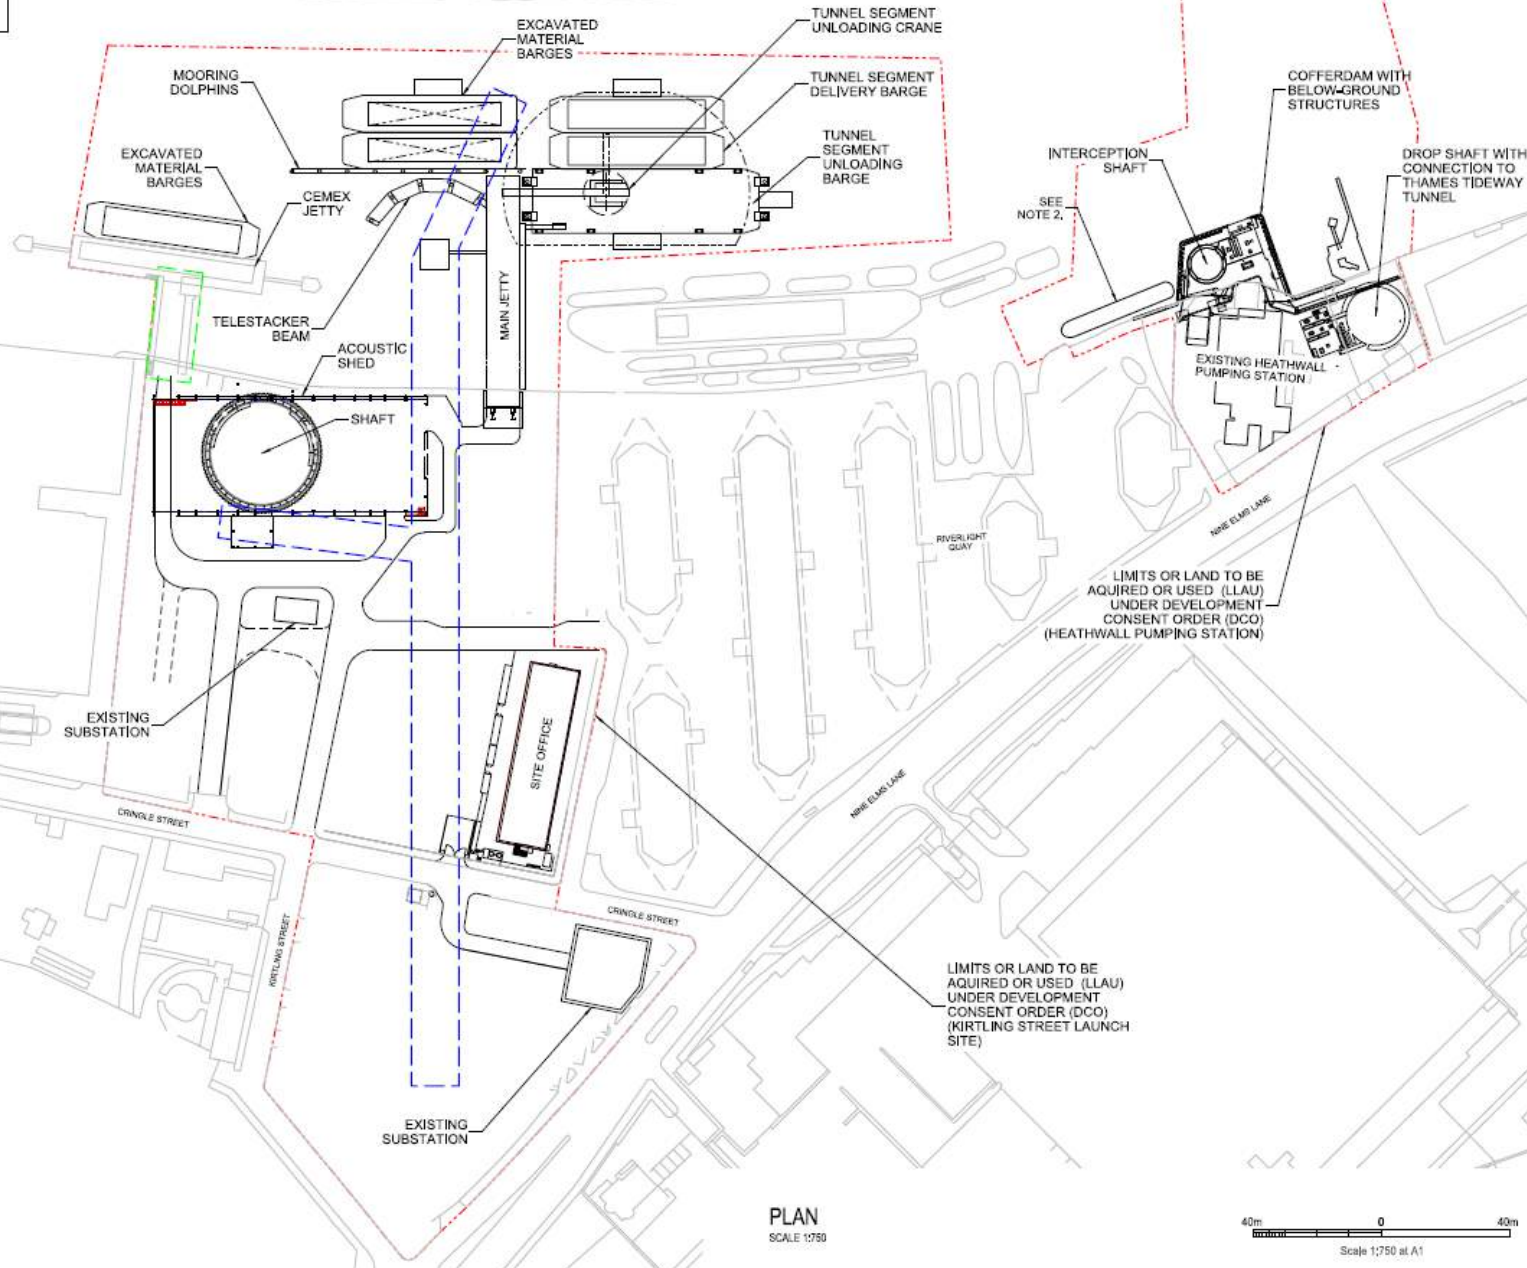 EXCAVATED
MATERIAL
BARGES
TUNNEL SEGMENT
UNLOADING CRANE
MOORING
DOLPHINS
TUNNEL SEGMENT
DELIVERY BARGE
COFFERDAM WITH
BELOW-GROUND
STRUCTURES
EXCAVATED
MATERIAL
BARGES
CEMEX
JETTY
TUNNEL
SEGMENT
UNLOADING
BARGE
INTERCEPTION
SHAFT
DROP SHAFT WITH
CONNECTION TO
THAMES TIDEWAY
TUNNEL
SEE
NOTE 2.
MAIN JETTY
TELESTACKER
BEAM
ACOUSTIC
SHED
SHAFT
EXISTING HEATHWALL
PUMPING STATION
NINE ELMS LANE
RIVERLIGHT
QUAY
LIMITS OR LAND TO BE
AQUIRED OR USED (LLAU)
UNDER DEVELOPMENT
CONSENT ORDER (DCO)
(HEATHWALL PUMPING STATION)
EXISTING
SUBSTATION
SITE OFFICE
NINE ELMS LANE
CRINGLE STREET
CRINGLE STREET
KIRTLING STREET
LIMITS OR LAND TO BE
AQUIRED OR USED (LLAU)
UNDER DEVELOPMENT
CONSENT ORDER (DCO)
(KIRTLING STREET LAUNCH
SITE)
EXISTING
SUBSTATION
PLAN
SCALE 1:750
40m 0 40m
Scale 1:750 at A1